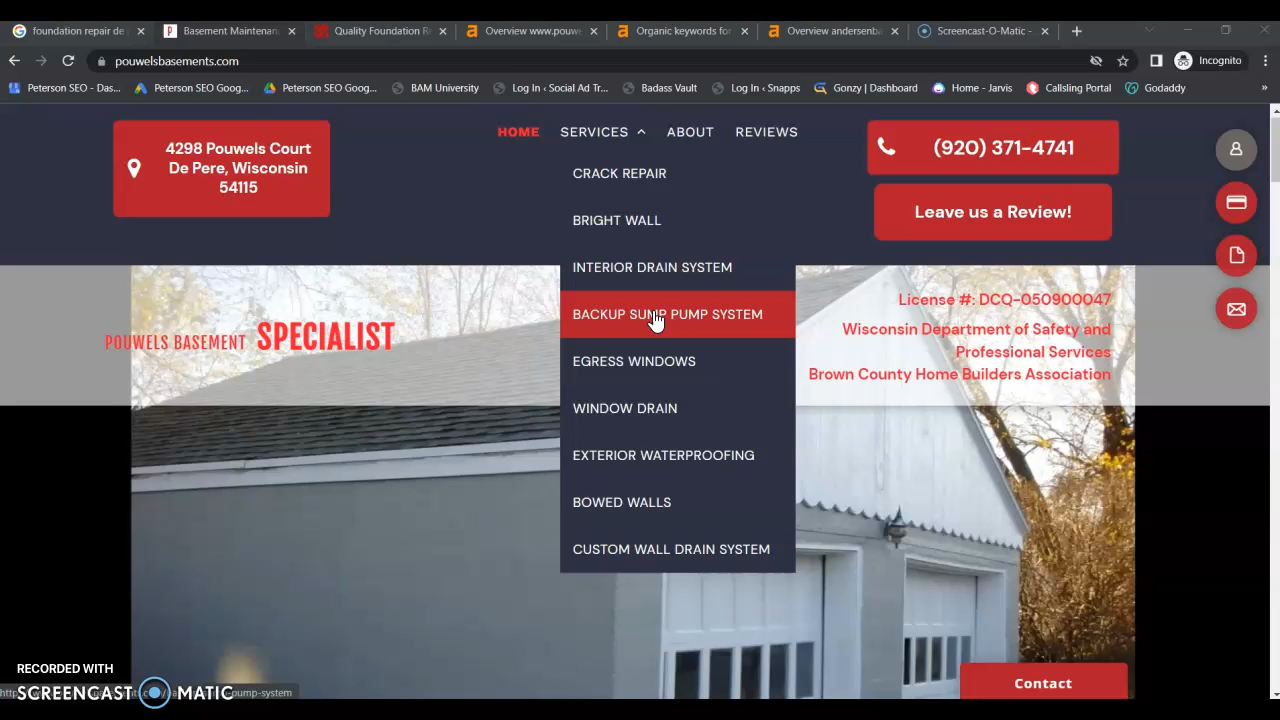 foundation repair de
Basement Maintenan
Quality Foundation R
Overview www.pouwe
Organic keywords for
Overview andersenba
Screencast-O-Matic -
pouwelsbasements.com
Incognito
Peterson SEO - Das...
Peterson SEO Goog...
Peterson SEO Goog...
BAM University
Log In ‹ Social Ad Tr...
Badass Vault
Log In ‹ Snapps
Gonzy | Dashboard
Home - Jarvis
Callsling Portal
Godaddy
»
4298 Pouwels Court
De Pere, Wisconsin
54115
HOME SERVICES ABOUT REVIEWS
(920) 371-4741
Leave us a Review!
CRACK REPAIR
BRIGHT WALL
INTERIOR DRAIN SYSTEM
BACKUP SUMP PUMP SYSTEM
EGRESS WINDOWS
WINDOW DRAIN
EXTERIOR WATERPROOFING
BOWED WALLS
CUSTOM WALL DRAIN SYSTEM
POUWELS BASEMENT SPECIALIST
License #: DCQ-050900047
Wisconsin Department of Safety and
Professional Services
Brown County Home Builders Association
Contact
RECORDED WITH
SCREENCAST MATIC
pump-system